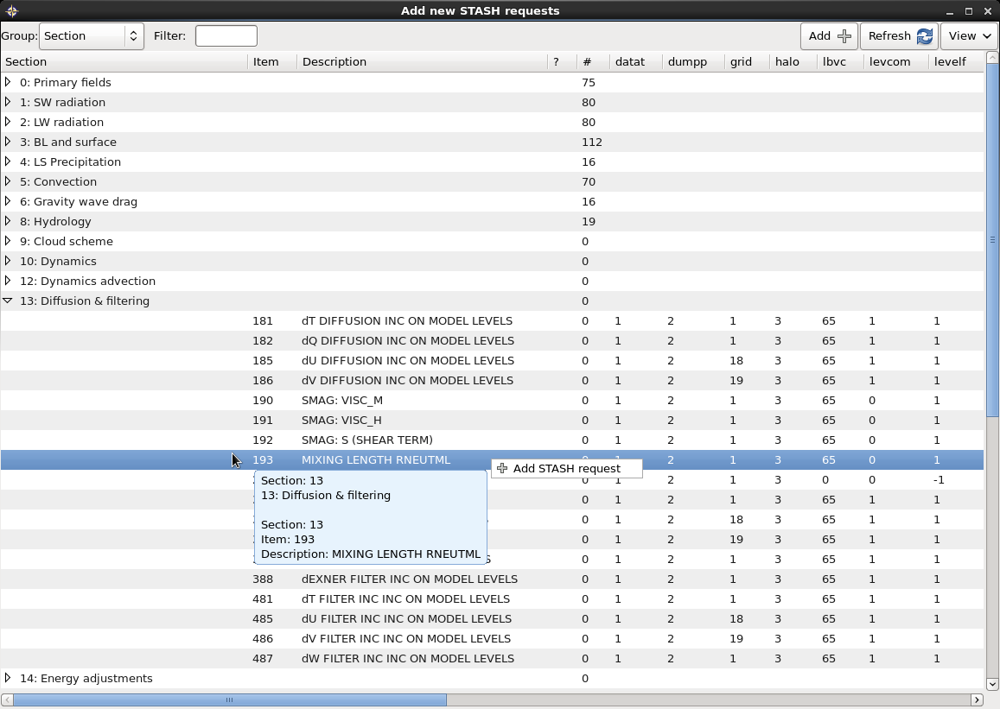 Add new STASH requests
Group: Section Filter: Add Refresh View
Section Item Description ? # datat dumpp grid halo lbvc levcom levelf
0: Primary fields 75
1: SW radiation 80
2: LW radiation 80
3: BL and surface 112
4: LS Precipitation 16
5: Convection 70
6: Gravity wave drag 16
8: Hydrology 19
9: Cloud scheme 0
10: Dynamics 0
12: Dynamics advection 0
13: Diffusion & filtering 0
181 dT DIFFUSION INC ON MODEL LEVELS 0 1 2 1 3 65 1 1
182 dQ DIFFUSION INC ON MODEL LEVELS 0 1 2 1 3 65 1 1
185 dU DIFFUSION INC ON MODEL LEVELS 0 1 2 18 3 65 1 1
186 dV DIFFUSION INC ON MODEL LEVELS 0 1 2 19 3 65 1 1
190 SMAG: VISC_M 0 1 2 1 3 65 0 1
191 SMAG: VISC_H 0 1 2 1 3 65 0 1
192 SMAG: S (SHEAR TERM) 0 1 2 1 3 65 0 1
193 MIXING LENGTH RNEUTML 2 1 3 65 0 1
Add STASH request
0 1 2 1 3 0 0 -1
Section: 13
13: Diffusion & filtering
0 1 2 1 3 65 1 1
0 1 2 18 3 65 1 1
Section: 13
Item: 193
0 1 2 19 3 65 1 1
Description: MIXING LENGTH RNEUTML
0 1 2 1 3 65 1 1
388 dEXNER FILTER INC ON MODEL LEVELS 0 1 2 1 3 65 1 1
481 dT FILTER INC INC ON MODEL LEVELS 0 1 2 1 3 65 1 1
485 dU FILTER INC INC ON MODEL LEVELS 0 1 2 18 3 65 1 1
486 dV FILTER INC INC ON MODEL LEVELS 0 1 2 19 3 65 1 1
487 dW FILTER INC INC ON MODEL LEVELS 0 1 2 1 3 65 1 1
14: Energy adjustments 0